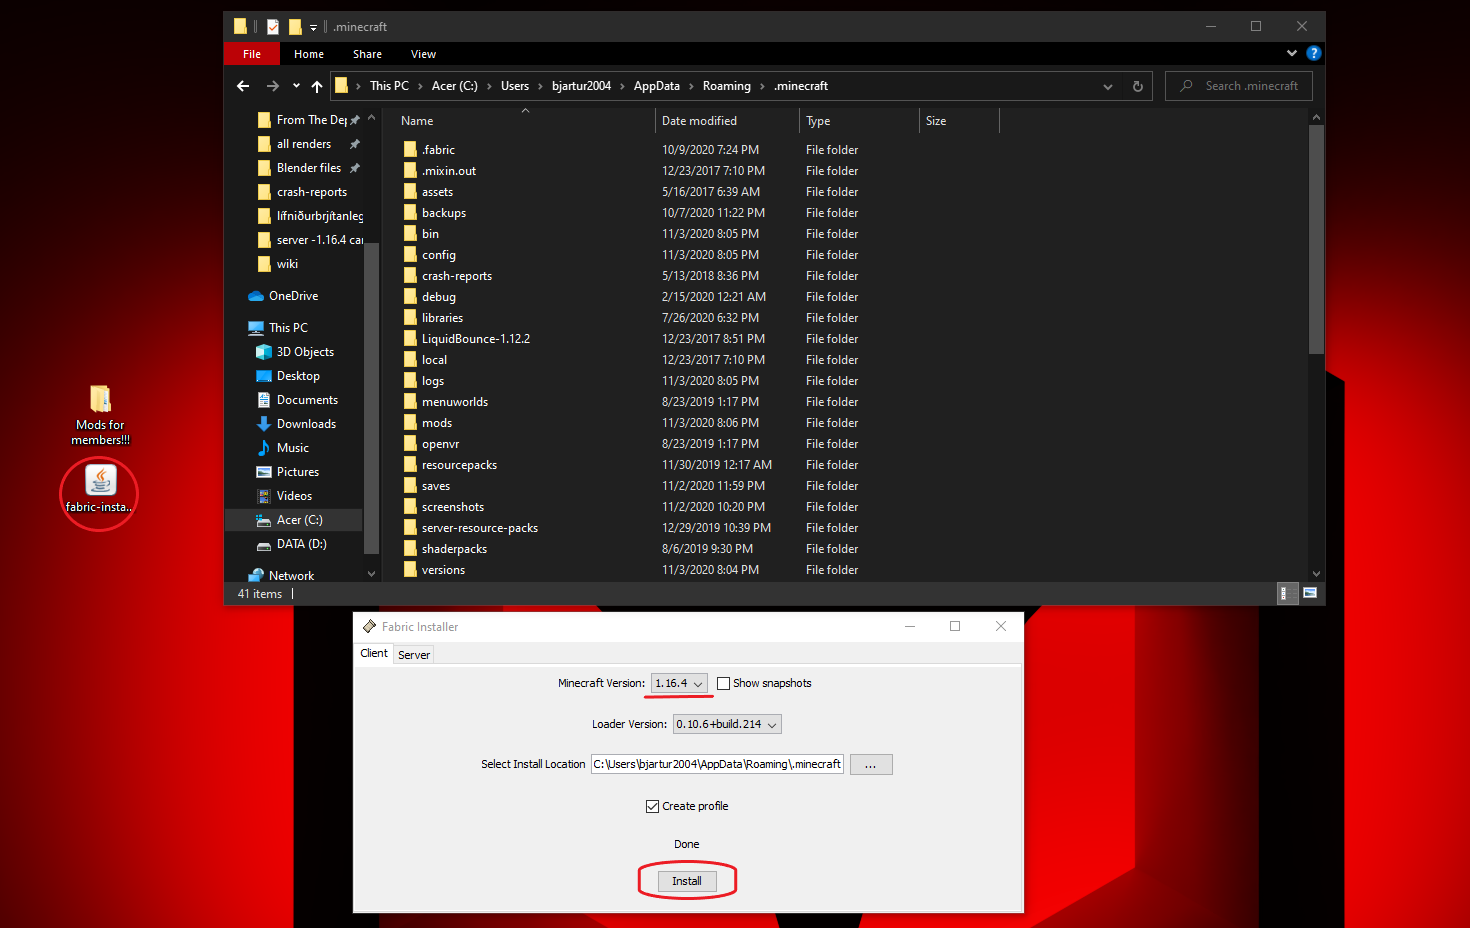 .minecraft
File Home Share View
This PC Acer (C:) Users bjartur2004 AppData Roaming .minecraft
Search .minecraft
From The Dep
all renders
Blender files
crash-reports
lífniðurbrjítanleg
server -1.16.4 car
wiki
OneDrive
This PC
3D Objects
Desktop
Documents
Downloads
Music
Pictures
Videos
Acer (C:)
DATA (D:)
Network
Name Date modified Type Size
.fabric 10/9/2020 7:24 PM File folder
.mixin.out 12/23/2017 7:10 PM File folder
assets 5/16/2017 6:39 AM File folder
backups 10/7/2020 11:22 PM File folder
bin 11/3/2020 8:05 PM File folder
config 11/3/2020 8:05 PM File folder
crash-reports 5/13/2018 8:36 PM File folder
debug 2/15/2020 12:21 AM File folder
libraries 7/26/2020 6:32 PM File folder
LiquidBounce-1.12.2 12/23/2017 8:51 PM File folder
local 12/23/2017 7:10 PM File folder
logs 11/3/2020 8:05 PM File folder
menuworlds 8/23/2019 1:17 PM File folder
mods 11/3/2020 8:06 PM File folder
openvr 8/23/2019 1:17 PM File folder
resourcepacks 11/30/2019 12:17 AM File folder
saves 11/2/2020 11:59 PM File folder
screenshots 11/2/2020 10:20 PM File folder
server-resource-packs 12/29/2019 10:39 PM File folder
shaderpacks 8/6/2019 9:30 PM File folder
versions 11/3/2020 8:04 PM File folder
41 items
Mods for
members!!!
fabric-insta..
Fabric Installer
Client Server
Minecraft Version: 1.16.4 Show snapshots
Loader Version: 0.10.6+build.214
Select Install Location C:\Users\bjartur2004\AppData\Roaming\.minecraft ...
Create profile
Done
Install